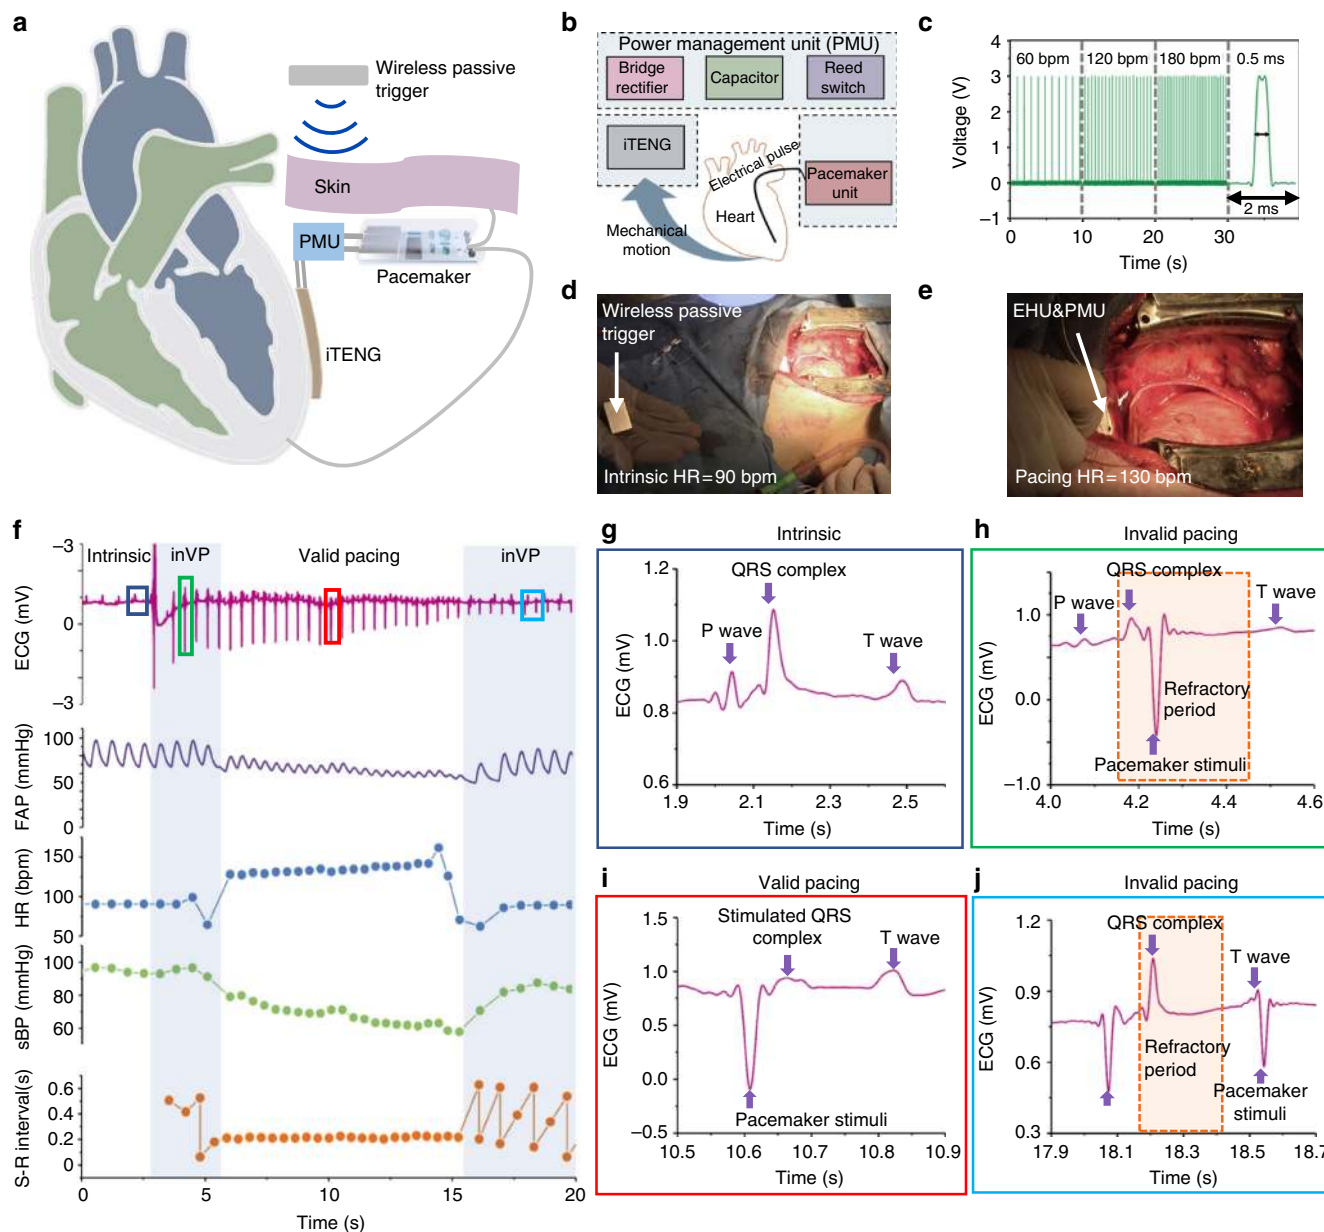 a
Wireless passive
trigger
Skin
PMU
Pacemaker
iTENG
b
Power management unit (PMU)
Bridge
rectifier
Capacitor
Reed
switch
iTENG
Electrical pulse
Pacemaker
unit
Heart
Mechanical
motion
c
4
3
2
1
0
−1
Voltage (V)
60 bpm
120 bpm
180 bpm
0.5 ms
2 ms
0
10
20
30
Time (s)
d
Wireless passive
trigger
Intrinsic HR = 90 bpm
e
EHU&PMU
Pacing HR = 130 bpm
f
−3
0
−3
ECG (mV)
Intrinsic
inVP
Valid pacing
inVP
100
50
0
FAP (mmHg)
150
100
50
HR (bpm)
100
80
60
sBP (mmHg)
0.6
0.4
0.2
0
S-R interval(s)
0
5
10
15
20
Time (s)
g
Intrinsic
1.2
1.0
0.8
0.6
ECG (mV)
QRS complex
P wave
T wave
1.9
2.1
2.3
2.5
Time (s)
h
Invalid pacing
1.0
0.0
−1.0
ECG (mV)
QRS complex
P wave
T wave
Refractory
period
Pacemaker stimuli
4.0
4.2
4.4
4.6
Time (s)
i
Valid pacing
1.5
1.0
0.5
0.0
−0.5
ECG (mV)
Stimulated QRS
complex
T wave
Pacemaker stimuli
10.5
10.6
10.7
10.8
10.9
Time (s)
j
Invalid pacing
1.2
0.9
0.6
0.3
ECG (mV)
QRS complex
T wave
Refractory
period
Pacemaker
stimuli
17.9
18.1
18.3
18.5
18.7
Time (s)